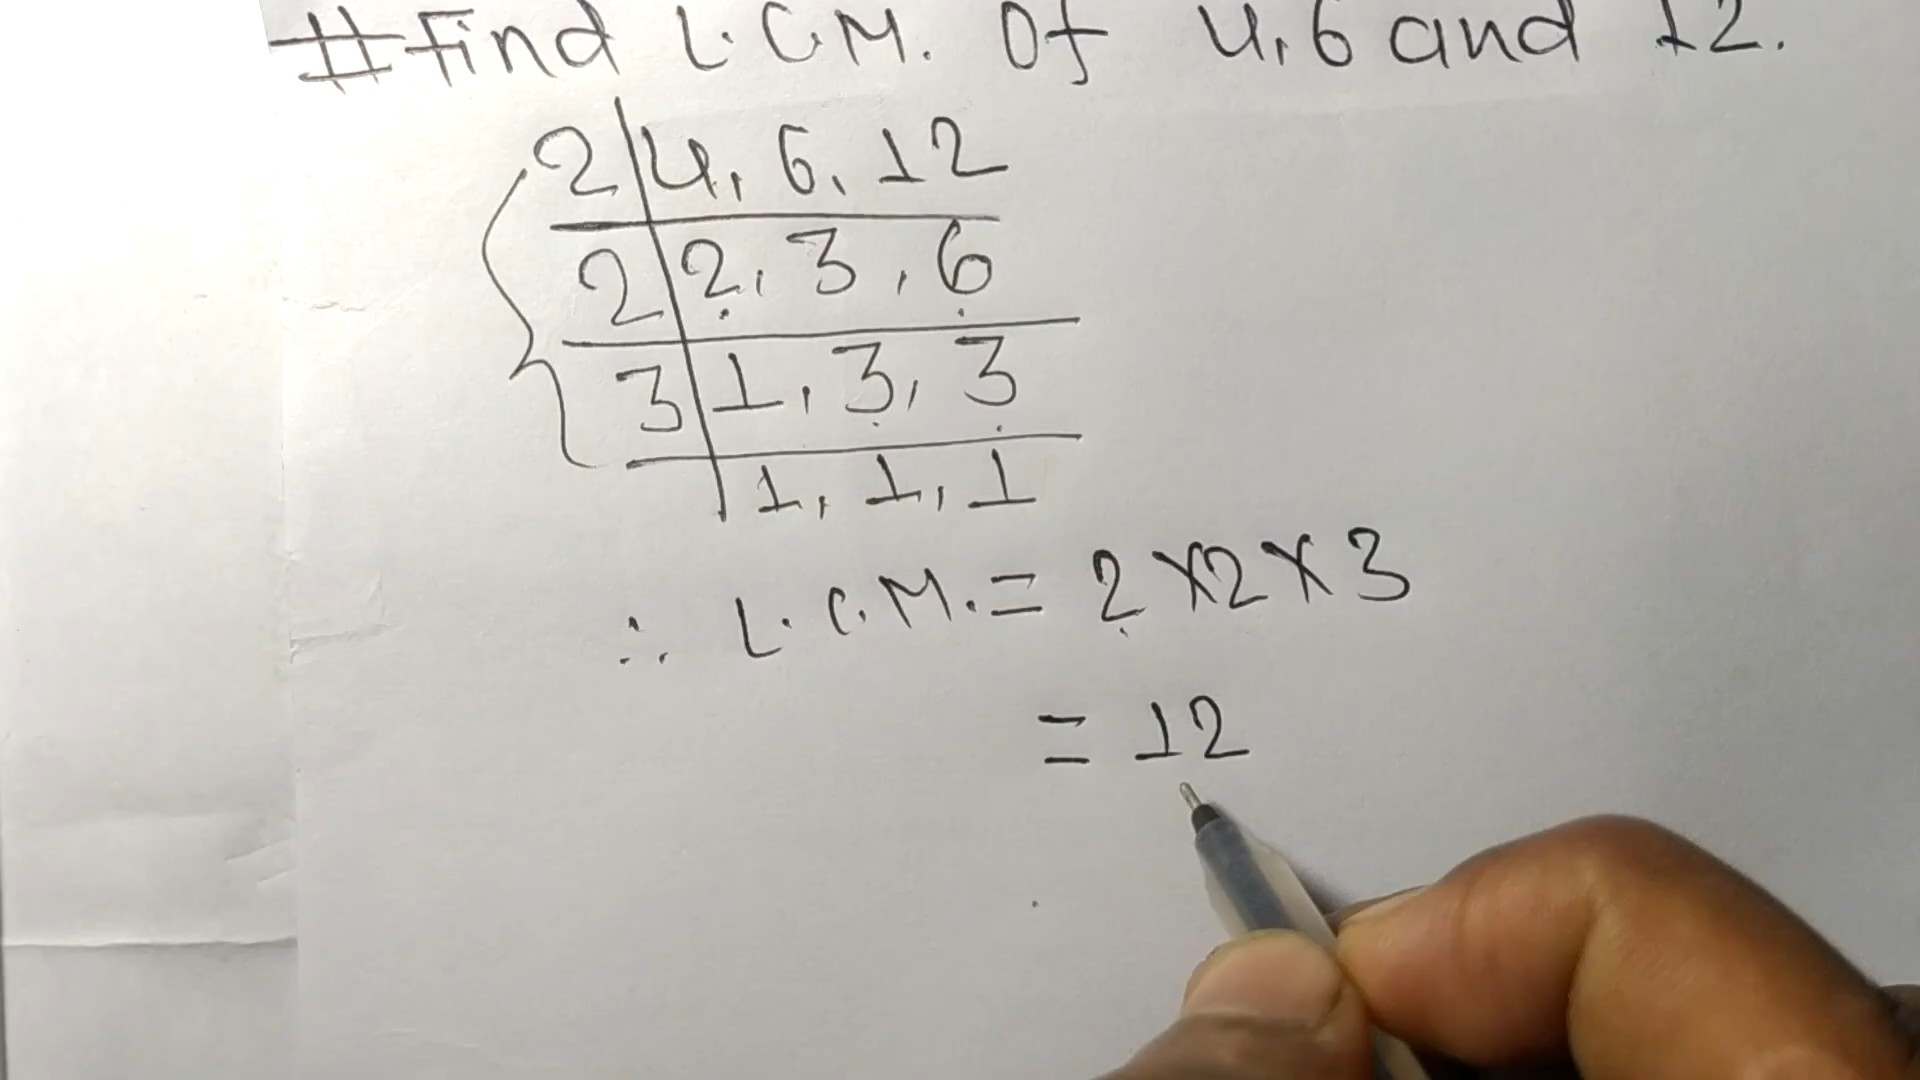 # Find L.C.M. Of 4, 6 and 12.
2 | 4, 6, 12
2 | 2, 3, 6
3 | 1, 3, 3
| 1, 1, 1
∴ L.C.M. = 2 × 2 × 3
= 12